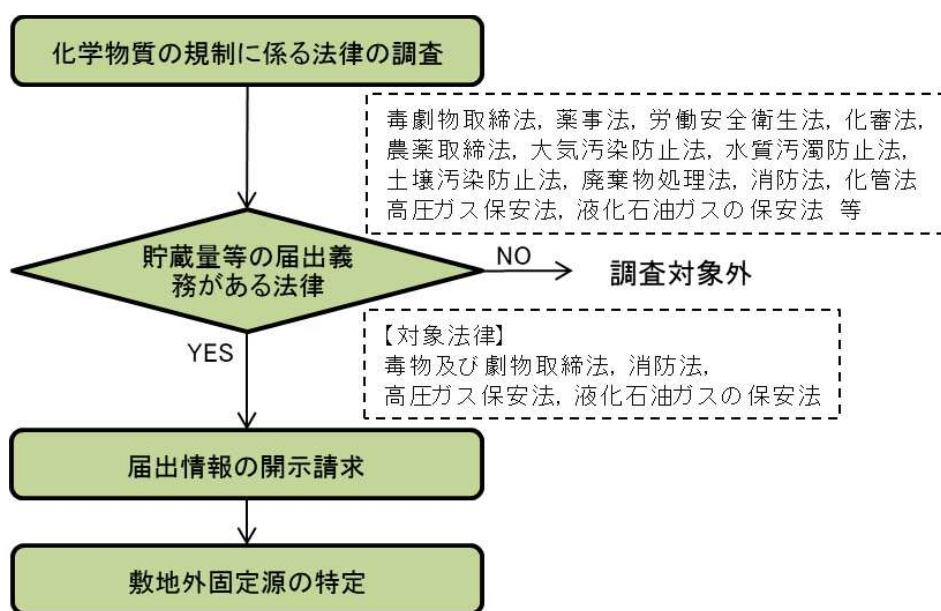 化学物質の規制に係る法律の調査
毒劇物取締法, 薬事法, 労働安全衛生法, 化審法,
農薬取締法, 大気汚染防止法, 水質汚濁防止法,
土壌汚染防止法, 廃棄物処理法, 消防法, 化管法
高圧ガス保安法, 液化石油ガスの保安法 等
貯蔵量等の届出義
務がある法律
NO
調査対象外
YES
【対象法律】
毒物及び劇物取締法, 消防法,
高圧ガス保安法, 液化石油ガスの保安法
届出情報の開示請求
敷地外固定源の特定